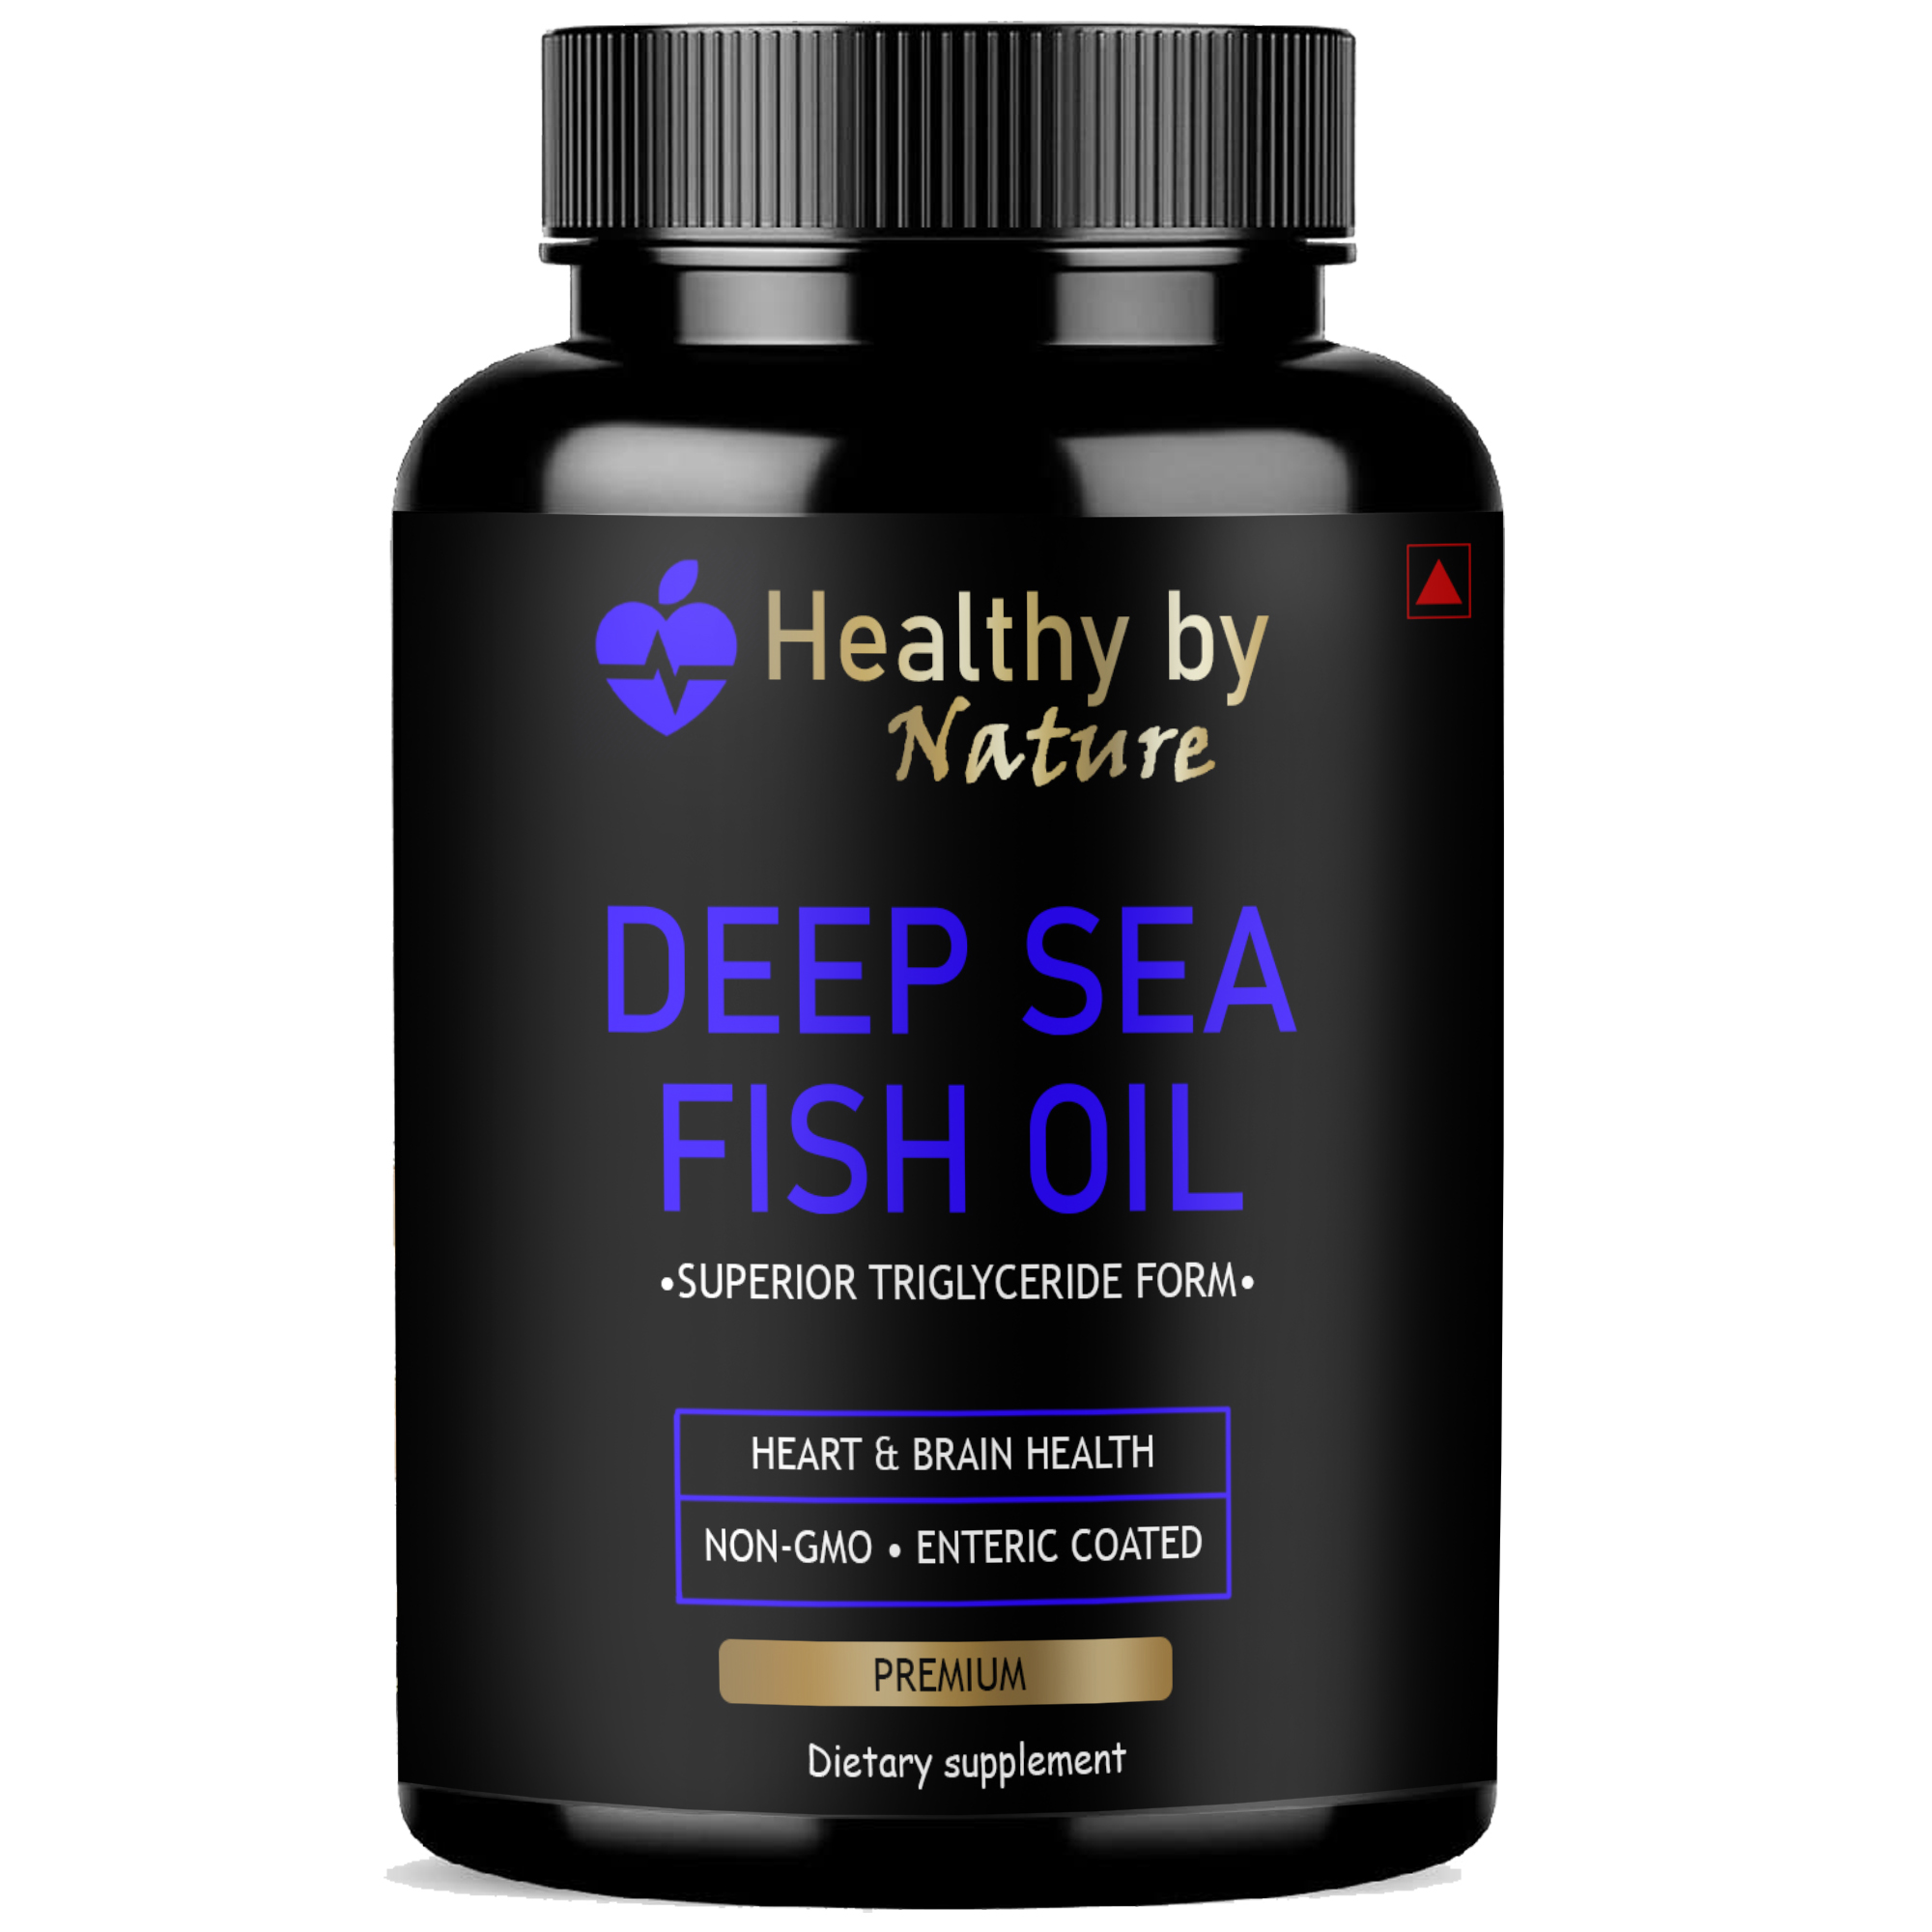 Healthy by
Nature
DEEP SEA
FISH OIL
•SUPERIOR TRIGLYCERIDE FORM•
HEART & BRAIN HEALTH
NON-GMO • ENTERIC COATED
PREMIUM
Dietary supplement